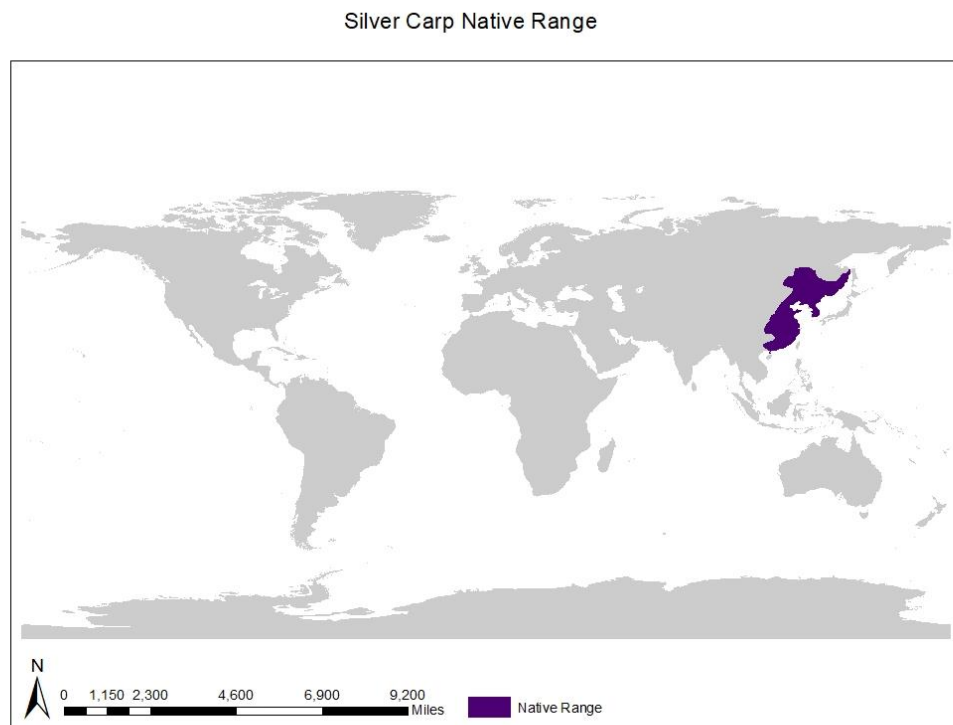 Silver Carp Native Range
N
0 1,150 2,300 4,600 6,900 9,200
Miles
Native Range